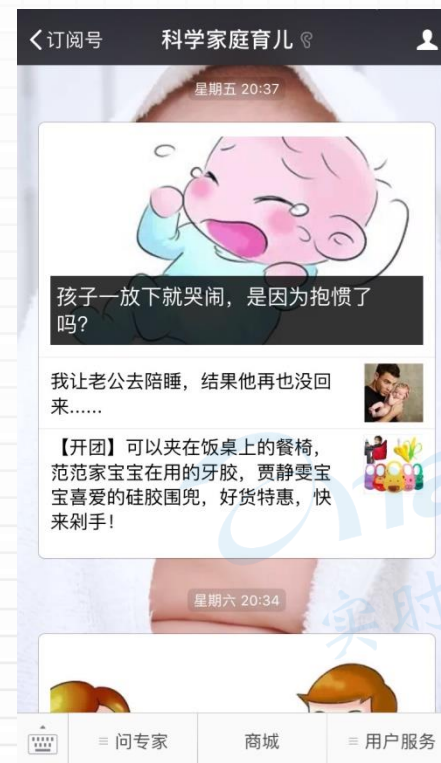 订阅号
科学家庭育儿
星期五 20:37
孩子一放下就哭闹，是因为抱惯了
吗？
我让老公去陪睡，结果他再也没回
来......
【开团】可以夹在饭桌上的餐椅，
范范家宝宝在用的牙胶，贾静雯宝
宝喜爱的硅胶围兜，好货特惠，快
来剁手！
星期六 20:34
实时
问专家
商城
用户服务